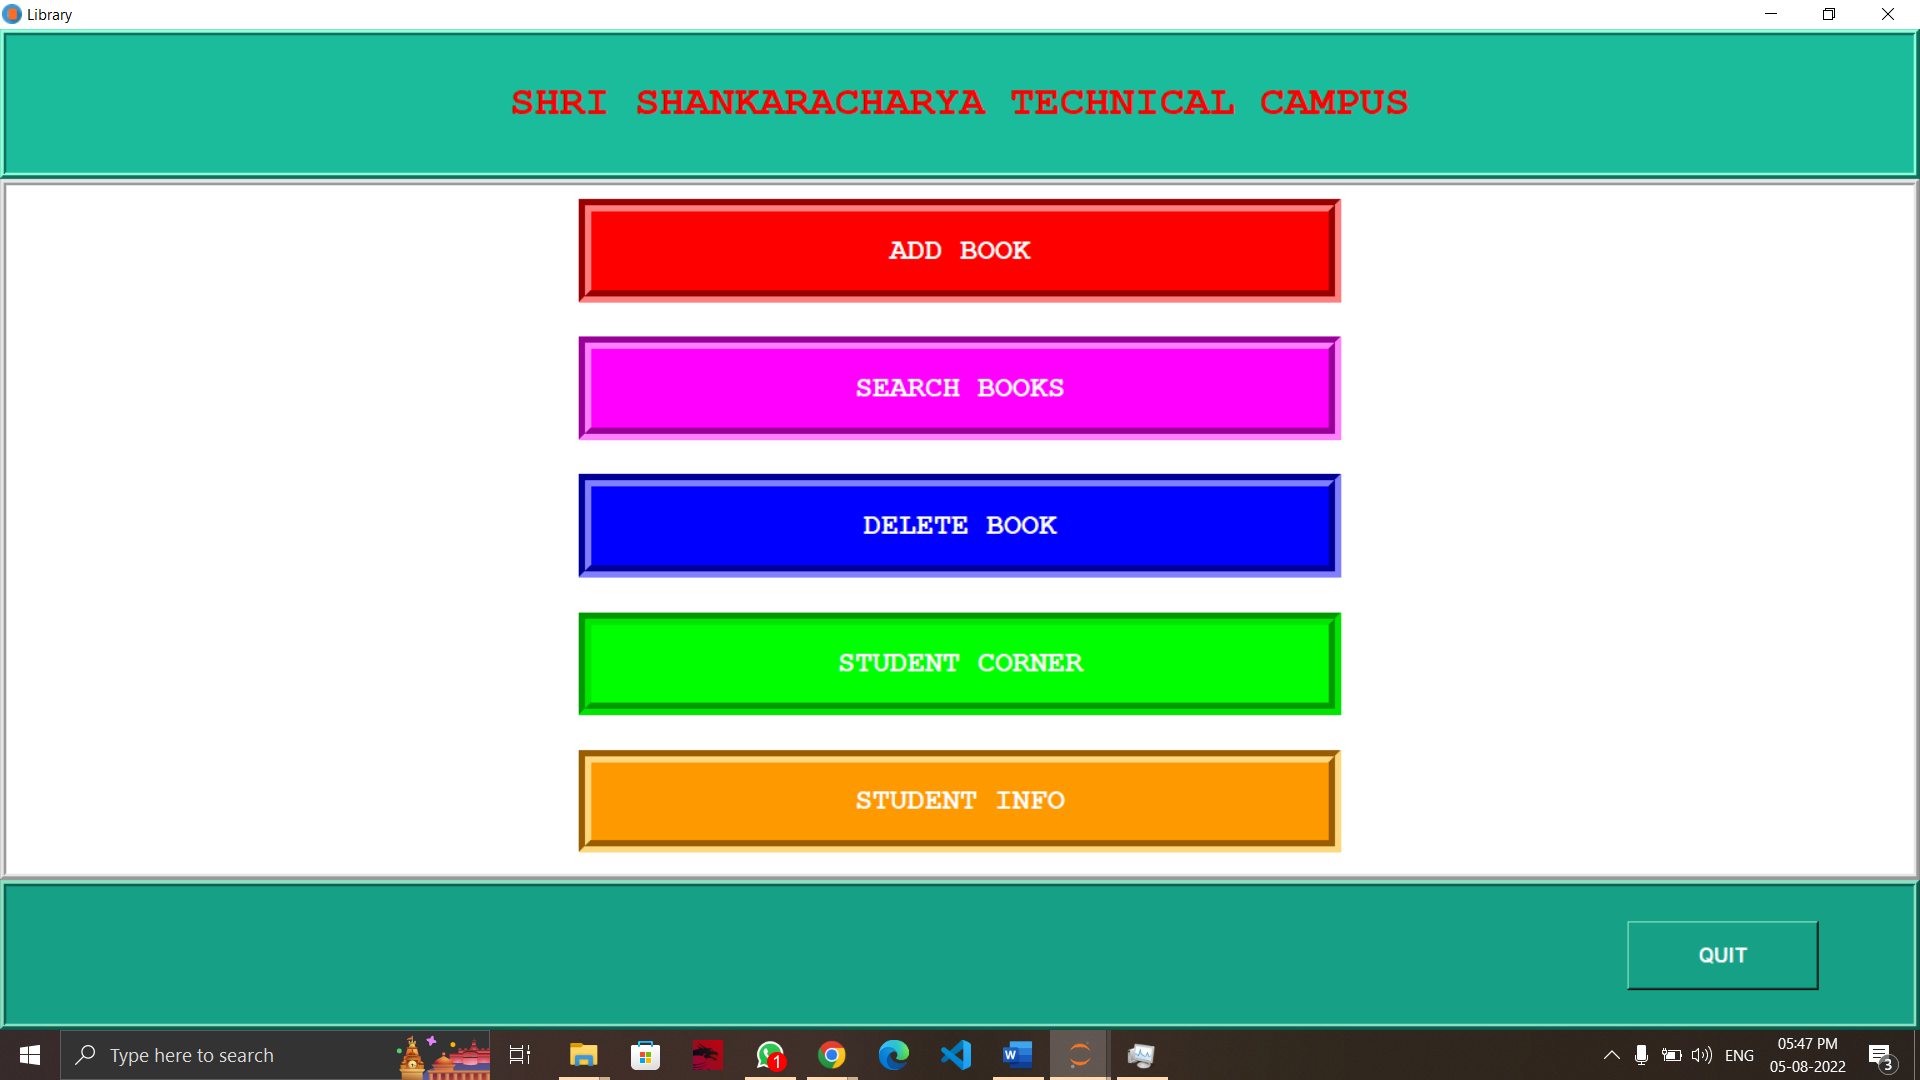 Library
SHRI SHANKARACHARYA TECHNICAL CAMPUS
ADD BOOK
SEARCH BOOKS
DELETE BOOK
STUDENT CORNER
STUDENT INFO
QUIT
Type here to search
1
W
ENG
05:47 PM
05-08-2022
3